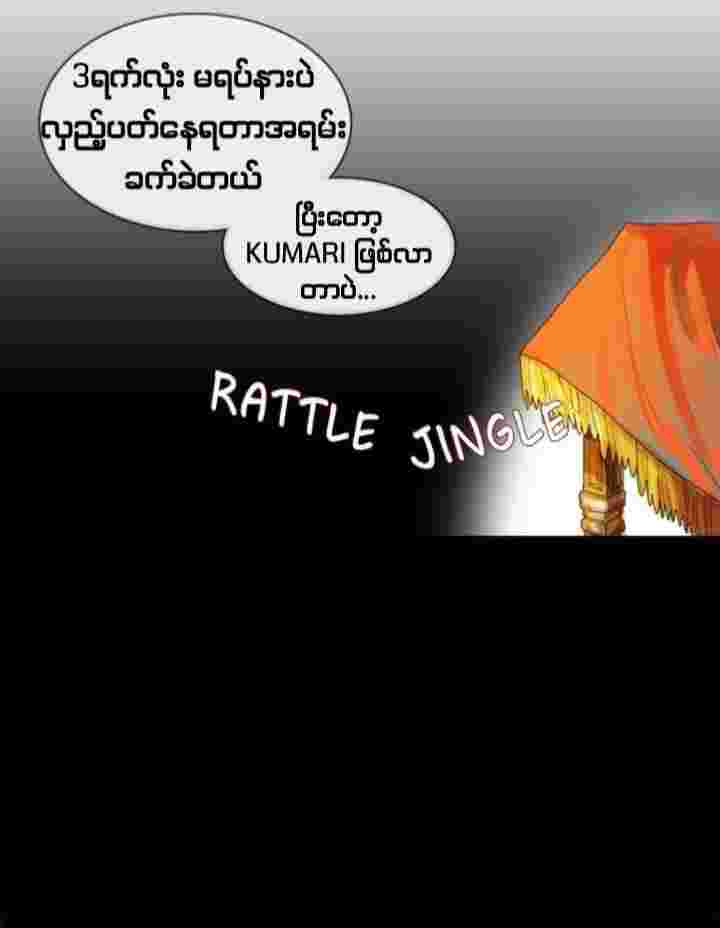 3ရက်လုံး မရပ်နားပဲ
လှည့်ပတ်နေရတာအရမ်း
ခက်ခဲတယ်
ပြီးတော့
KUMARI ဖြစ်လာ
တာပဲ...
RATTLE JINGLE